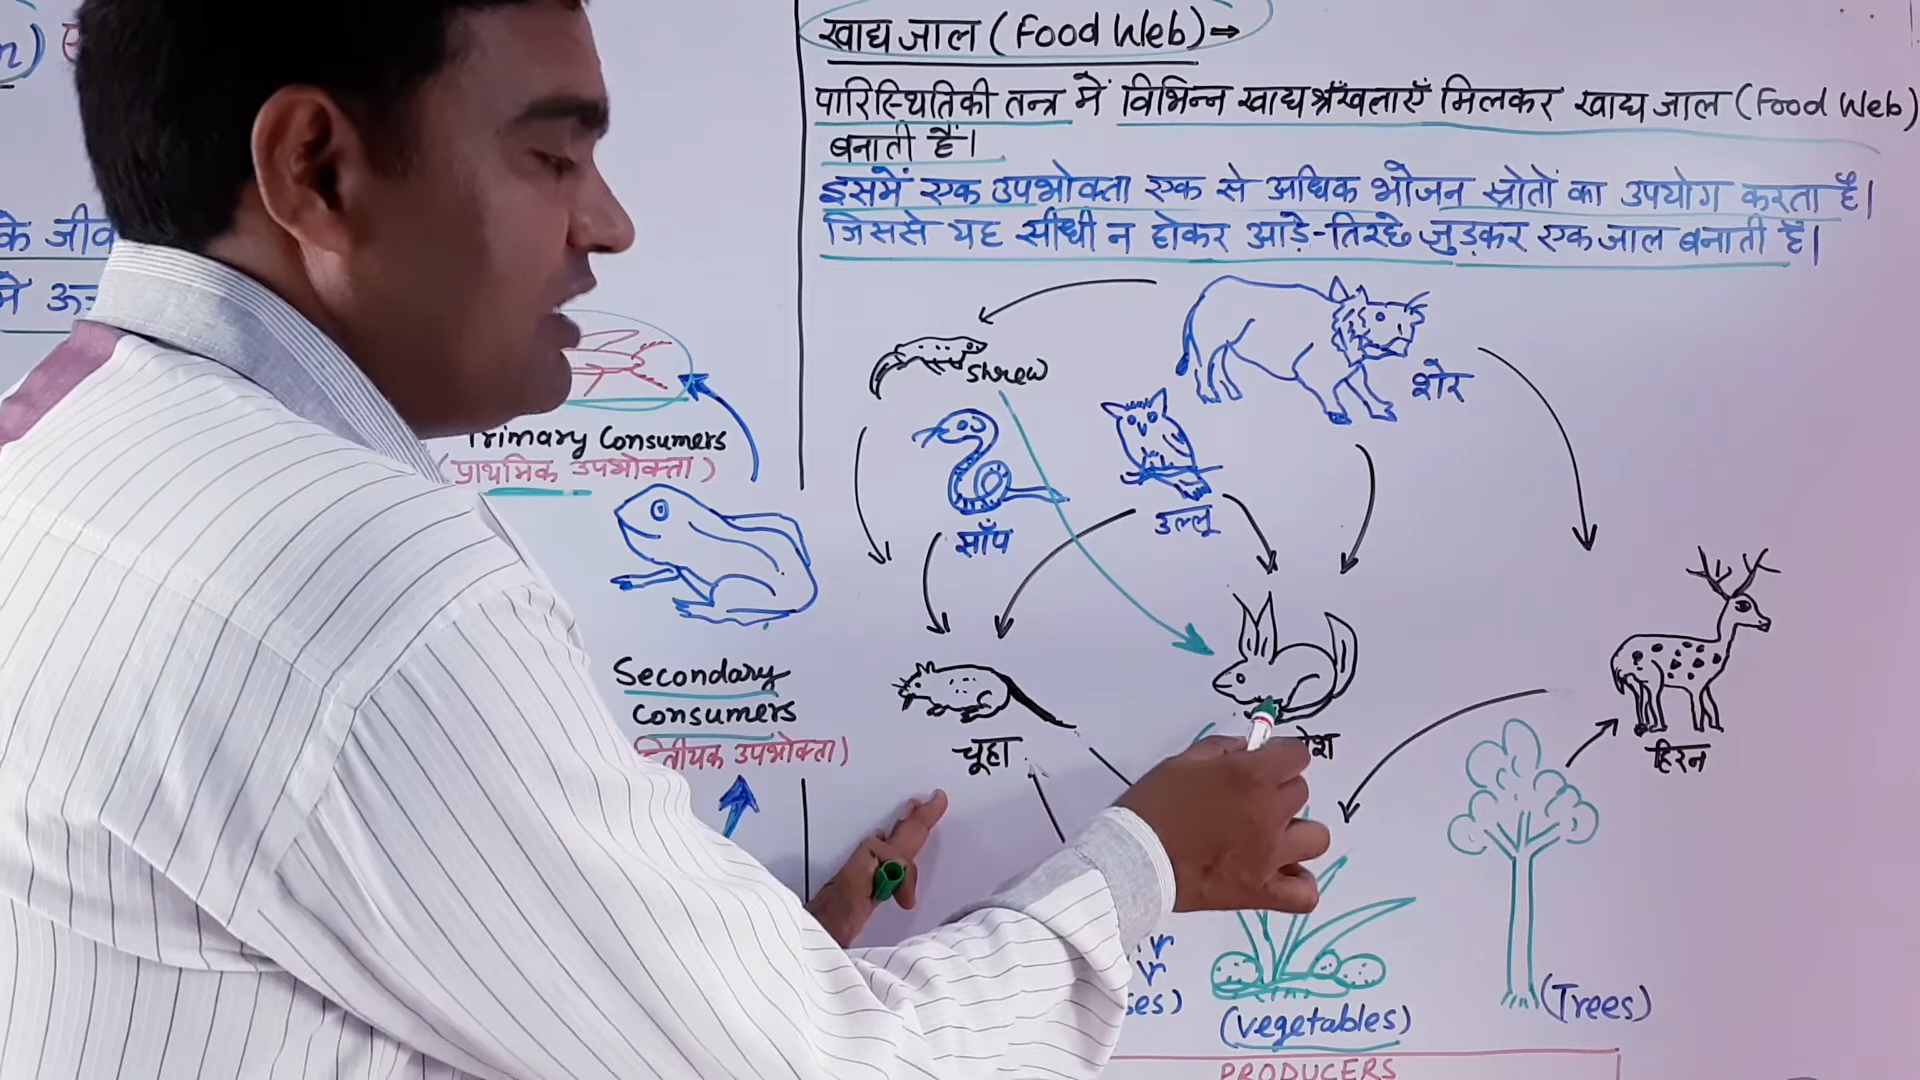 खाद्य जाल (Food Web)→
पारिस्थितिकी तन्त्र में विभिन्न खाद्य श्रृँखलाएँ मिलकर खाद्य जाल (Food Web)
बनाती हैं।
इसमें एक उपभोक्ता एक से अधिक भोजन स्रोतों का उपयोग करता है।
जिससे यह सीधी न होकर आड़े-तिरछे जुड़कर एक जाल बनाती है।
के जीव
shrew
शेर
Primary Consumers
(प्राथमिक उपभोक्ता)
साँप
उल्लू
Secondary
Consumers
उपभोक्ता)
चूहा
हिरन
(vegetables)
(Trees)
PRODUCERS